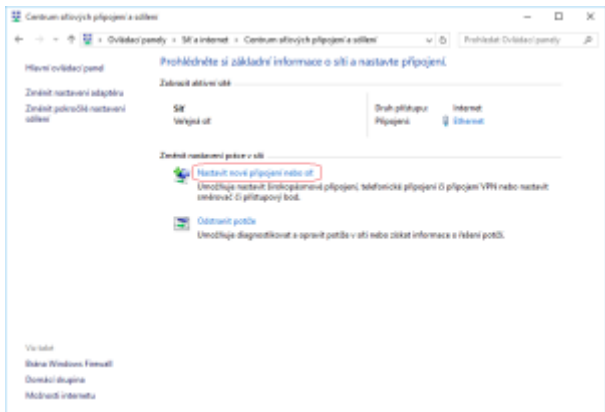 Centrum síťových připojení a sdílení
Ovládací panely › Síť a internet › Centrum síťových připojení a sdílení
Prohledat Ovládací panely
Hlavní ovládací panel
Změnit nastavení adaptéru
Změnit pokročilé nastavení
sdílení
Prohlédněte si základní informace o síti a nastavte připojení.
Zobrazit aktivní sítě
Síť
Veřejná síť
Druh přístupu: Internet
Připojení: Ethernet
Změnit nastavení práce v síti
Nastavit nové připojení nebo síť
Umožňuje nastavit širokopásmové připojení, telefonické připojení či připojení VPN nebo nastavit
směrovač či přístupový bod.
Odstranit potíže
Umožňuje diagnostikovat a opravit potíže v síti nebo získat informace o řešení potíží.
Viz také
Brána Windows Firewall
Domácí skupina
Možnosti internetu